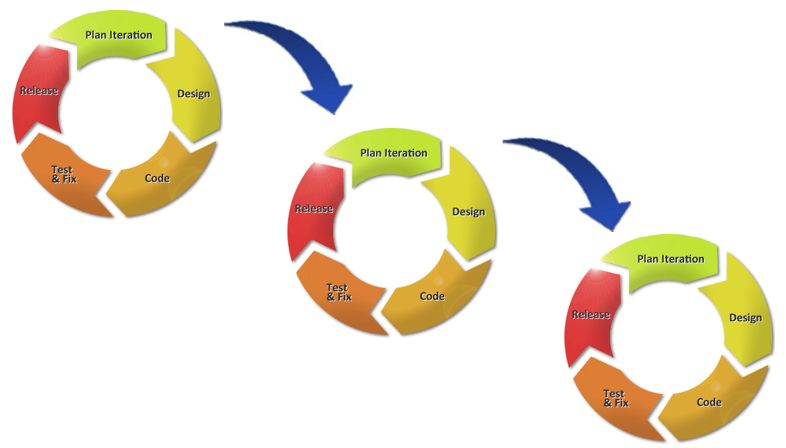 Plan Iteration
Design
Code
Test
& Fix
Release
Plan Iteration
Design
Code
Test
& Fix
Release
Plan Iteration
Design
Code
Test
& Fix
Release